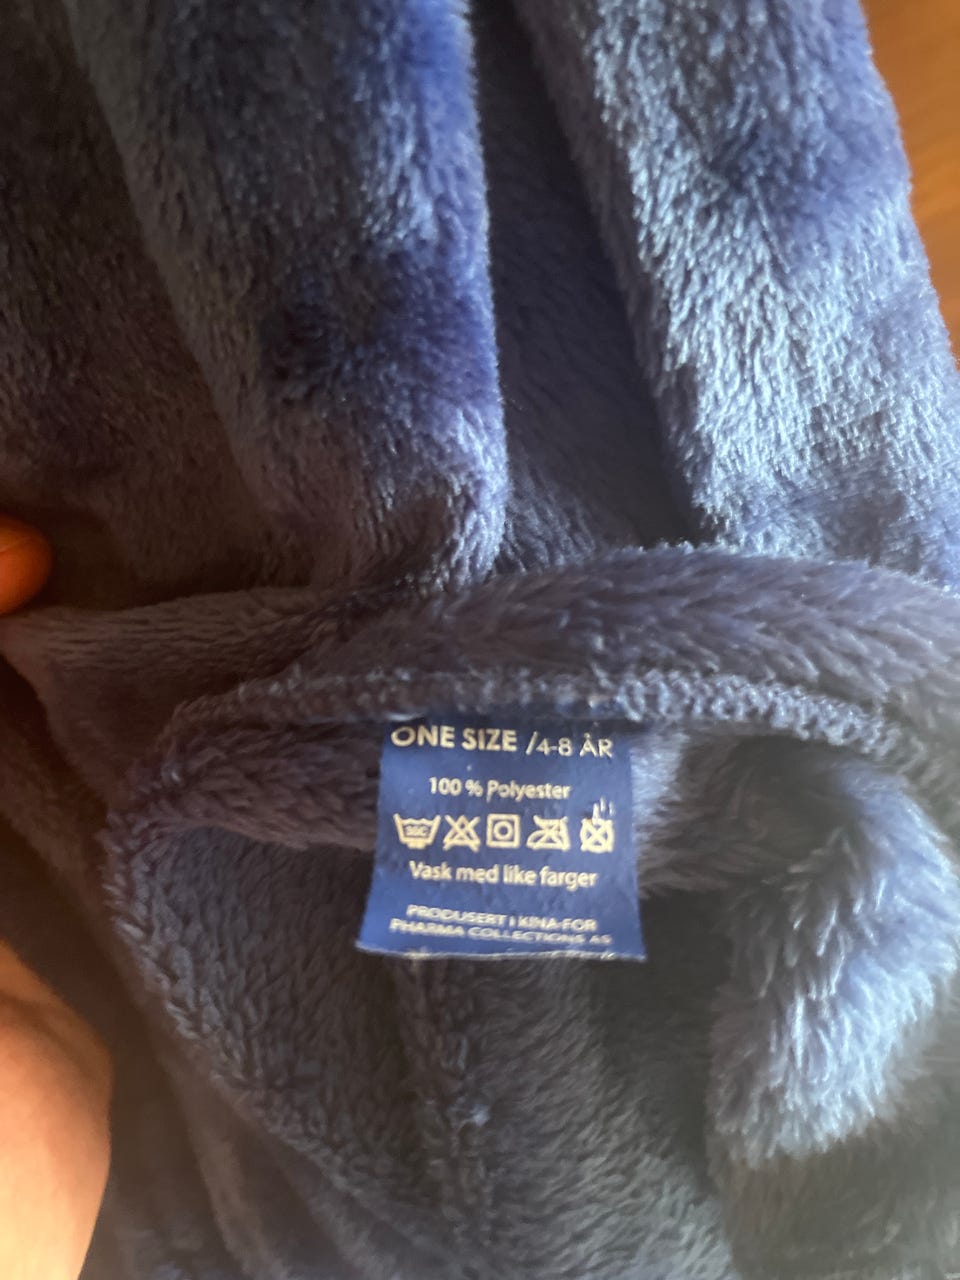 ONE SIZE /4-8 ÅR
100 % Polyester
Vask med like farger
PRODUSERT I KINA FOR
PHARMA COLLECTIONS AS